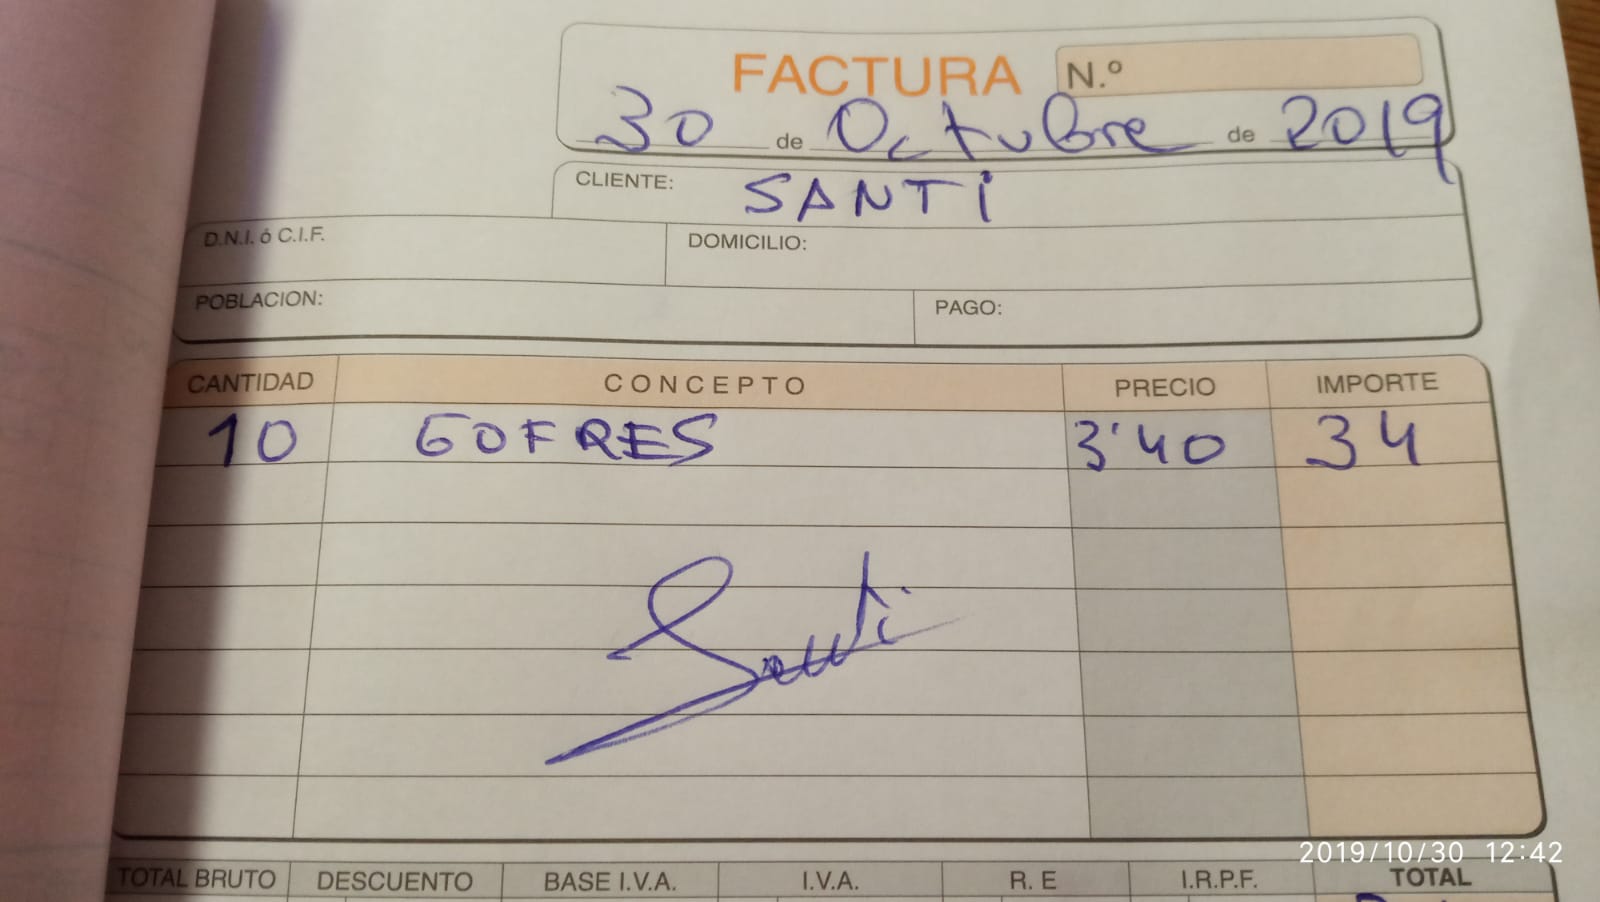 FACTURA N.º
30 de Octubre de 2019
CLIENTE: SANTI
D.N.I. ó C.I.F. DOMICILIO:
POBLACION: PAGO:
CANTIDAD CONCEPTO PRECIO IMPORTE
10 GOFRES 3'40 34
Santi
2019/10/30 12:42
TOTAL BRUTO DESCUENTO BASE I.V.A. I.V.A. R. E I.R.P.F. TOTAL